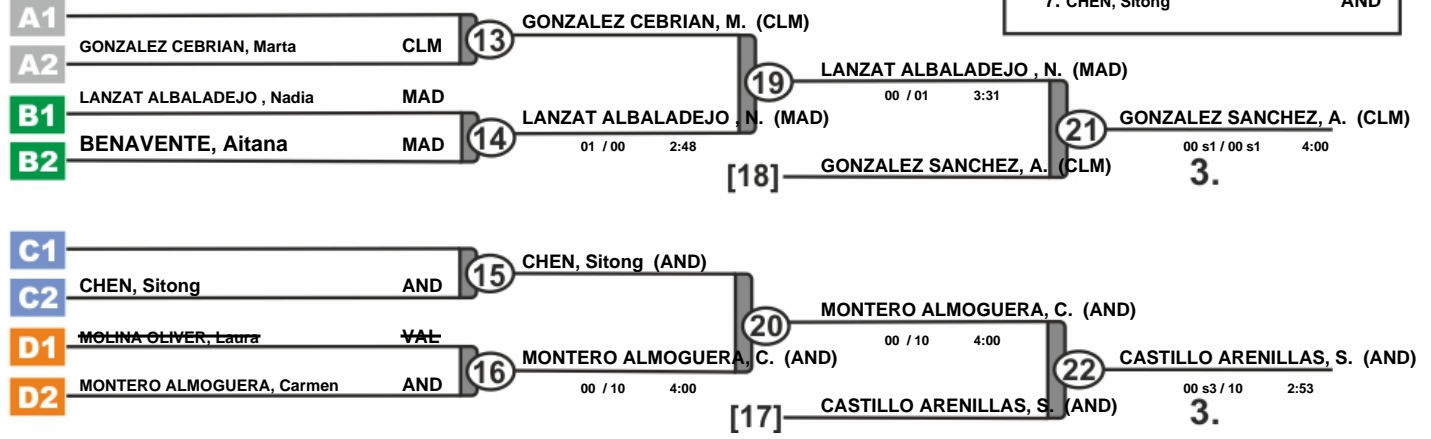 7. CHEN, Sitong AND
A1
GONZALEZ CEBRIAN, M. (CLM)
GONZALEZ CEBRIAN, Marta CLM
13
A2
LANZAT ALBALADEJO , N. (MAD)
19
00 / 01 3:31
LANZAT ALBALADEJO , Nadia MAD
B1
LANZAT ALBALADEJO , N. (MAD)
GONZALEZ SANCHEZ, A. (CLM)
21
BENAVENTE, Aitana MAD
14
B2
01 / 00 2:48
00 s1 / 00 s1 4:00
GONZALEZ SANCHEZ, A. (CLM)
[18]
3.
C1
CHEN, Sitong (AND)
15
CHEN, Sitong AND
C2
MONTERO ALMOGUERA, C. (AND)
20
MOLINA OLIVER, Laura VAL
D1
00 / 10 4:00
MONTERO ALMOGUERA, C. (AND)
CASTILLO ARENILLAS, S. (AND)
16
22
MONTERO ALMOGUERA, Carmen AND
D2
00 / 10 4:00
00 s3 / 10 2:53
CASTILLO ARENILLAS, S. (AND)
[17]
3.